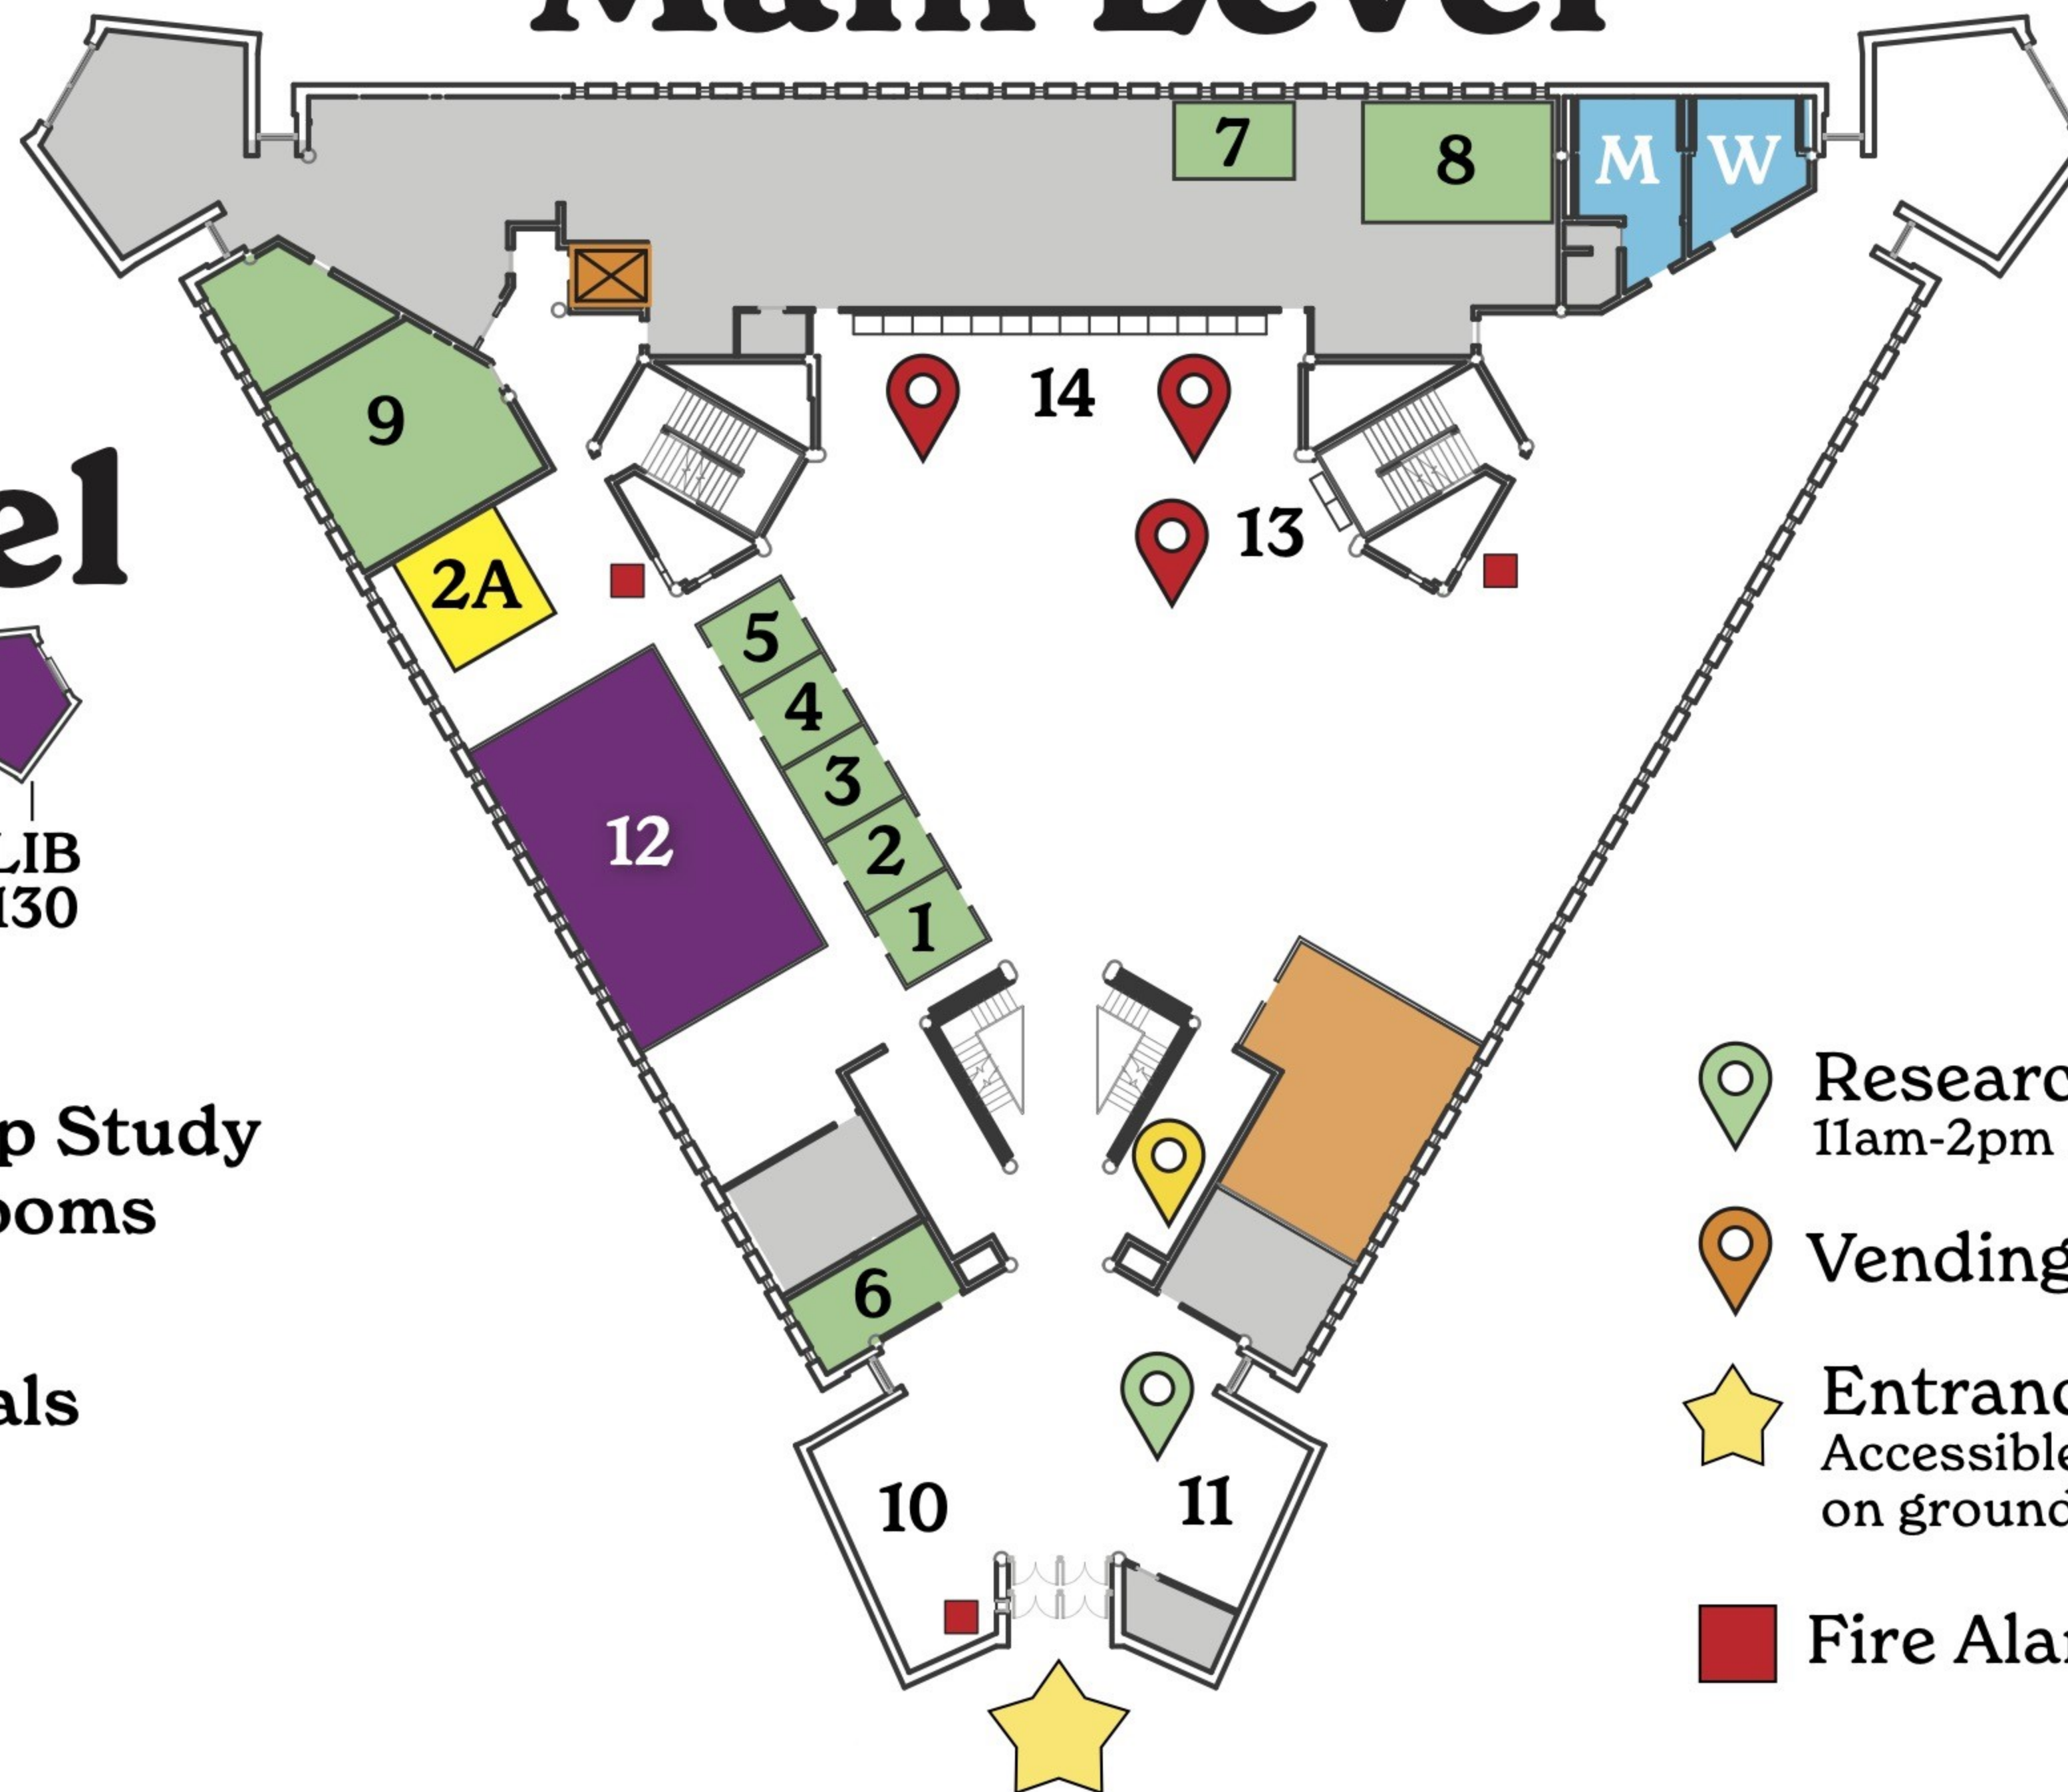 Main Level
7
8
M
W
14
9
13
el
2A
5
4
3
12
2
LIB
130
1
Researc
11am-2pm
p Study
Vending
ooms
6
Entranc
Accessible
als
on ground
10
11
Fire Alar